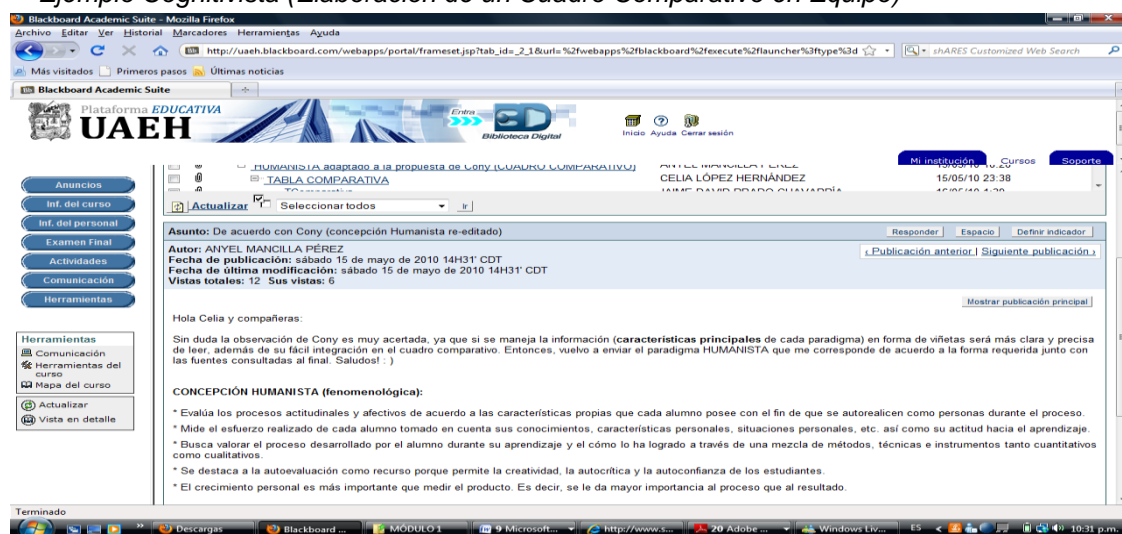 Ejemplo Cognitivista (Elaboración de un Cuadro Comparativo en Equipo)
Blackboard Academic Suite - Mozilla Firefox
Archivo Editar Ver Historial Marcadores Herramientas Ayuda
http://uaeh.blackboard.com/webapps/portal/frameset.jsp?tab_id=_2_1&url=%2fwebapps%2fblackboard%2fexecute%2flauncher%3ftype%3d
shARES Customized Web Search
Más visitados Primeros pasos Últimas noticias
Blackboard Academic Suite
Plataforma EDUCATIVA
UAEH
Entra
BD
Biblioteca Digital
Inicio Ayuda Cerrar sesión
Mi institución Cursos Soporte
HUMANISTA adaptado a la propuesta de Cony (CUADRO COMPARATIVO) ANYEL MANCILLA PÉREZ
TABLA COMPARATIVA CELIA LÓPEZ HERNÁNDEZ 15/05/10 23:38
JAIME DAVID PRADO CHAVARRÍA
Actualizar Seleccionar todos Ir
Anuncios
Inf. del curso
Inf. del personal
Examen Final
Actividades
Comunicación
Herramientas
Herramientas
Comunicación
Herramientas del
curso
Mapa del curso
Actualizar
Vista en detalle
Asunto: De acuerdo con Cony (concepción Humanista re-editado) Responder Espacio Definir indicador
Autor: ANYEL MANCILLA PÉREZ ‹ Publicación anterior | Siguiente publicación ›
Fecha de publicación: sábado 15 de mayo de 2010 14H31' CDT
Fecha de última modificación: sábado 15 de mayo de 2010 14H31' CDT
Vistas totales: 12 Sus vistas: 6
Mostrar publicación principal
Hola Celia y compañeras:
Sin duda la observación de Cony es muy acertada, ya que si se maneja la información (características principales de cada paradigma) en forma de viñetas será más clara y precisa
de leer, además de su fácil integración en el cuadro comparativo. Entonces, vuelvo a enviar el paradigma HUMANISTA que me corresponde de acuerdo a la forma requerida junto con
las fuentes consultadas al final. Saludos! : )
CONCEPCIÓN HUMANISTA (fenomenológica):
* Evalúa los procesos actitudinales y afectivos de acuerdo a las características propias que cada alumno posee con el fin de que se autorealicen como personas durante el proceso.
* Mide el esfuerzo realizado de cada alumno tomado en cuenta sus conocimientos, características personales, situaciones personales, etc. así como su actitud hacia el aprendizaje.
* Busca valorar el proceso desarrollado por el alumno durante su aprendizaje y el cómo lo ha logrado a través de una mezcla de métodos, técnicas e instrumentos tanto cuantitativos
como cualitativos.
* Se destaca a la autoevaluación como recurso porque permite la creatividad, la autocrítica y la autoconfianza de los estudiantes.
* El crecimiento personal es más importante que medir el producto. Es decir, se le da mayor importancia al proceso que al resultado.
Terminado
Descargas Blackboard ... MÓDULO 1 9 Microsoft... http://www.s... 20 Adobe ... Windows Liv... ES 10:31 p.m.